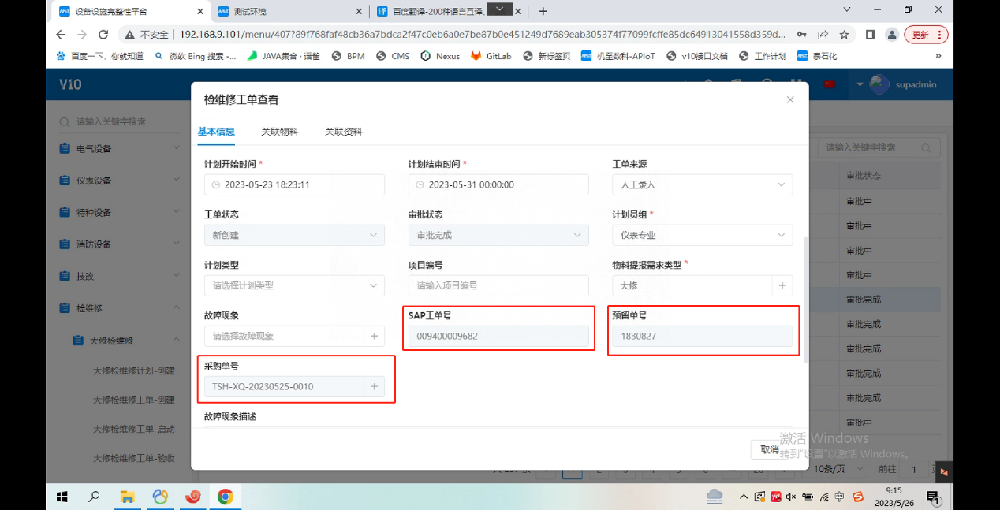 设备设施完整性平台
测试环境
百度翻译-200种语言互译、
不安全
192.168.9.101/menu/407?89f768faf48cb36a7bdca2f47c0eb6a0e7be87b0e451249d7689eab305374f77099fcffe85dc64913041558d359d...
更新
百度一下，你就知道
微软 Bing 搜索 -...
JAVA集合 · 语雀
BPM
CMS
Nexus
GitLab
新标签页
机至数科-APIoT
v10接口文档
工作计划
泰石化
»
V10
supadmin
检维修工单查看
请输入关键字搜索
基本信息
关联物料
关联资料
电气设备
仪表设备
特种设备
消防设备
技改
检维修
大修检维修
大修检维修计划-创建
大修检维修工单-创建
大修检维修工单-启动
大修检维修工单-验收
计划开始时间 *
计划结束时间 *
工单来源
2023-05-23 18:23:11
2023-05-31 00:00:00
人工录入
工单状态
审批状态
计划员组 *
新创建
审批完成
仪表专业
计划类型
项目编号
物料提报需求类型 *
请选择计划类型
请输入项目编号
大修
故障现象
SAP工单号
预留单号
请选择故障现象
009400009682
1830827
采购单号
TSH-XQ-20230525-0010
故障现象描述
取消
请输入关键字搜索
审批状态
审批中
审批中
审批中
审批中
审批完成
审批完成
审批完成
审批完成
审批完成
审批中
激活 Windows
转到"设置"以激活 Windows。
10条/页
前往
1
中
9:15
2023/5/26
1